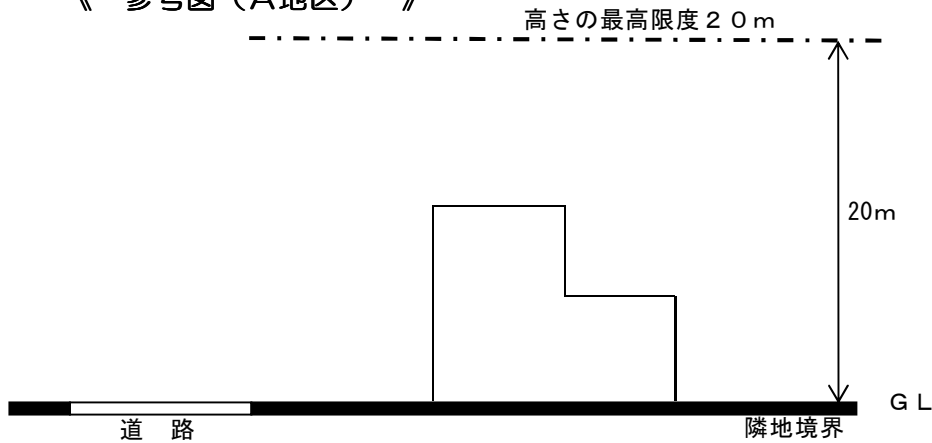 《 参考図（A地区） 》
高さの最高限度２０ｍ
20m
ＧＬ
道　路
隣地境界